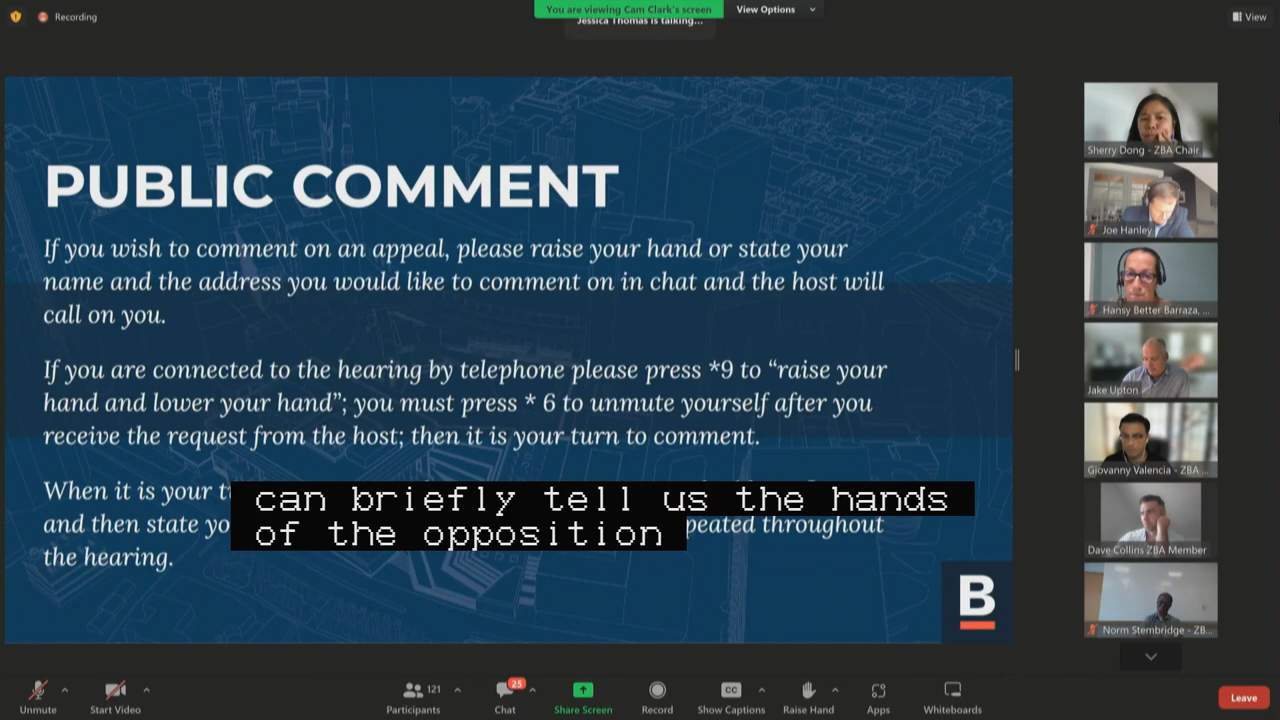 You are viewing Cam Clark's screen
View Options
Recording
Jessica Thomas is talking...
View
PUBLIC COMMENT
If you wish to comment on an appeal, please raise your hand or state your
name and the address you would like to comment on in chat and the host will
call on you.
If you are connected to the hearing by telephone please press *9 to “raise your
hand and lower your hand”; you must press * 6 to unmute yourself after you
receive the request from the host; then it is your turn to comment.
When it is your
can briefly tell us the hands
of the opposition
and then state
throughout
the hearing.
B
Sherry Dong - ZBA Chair
Joe Hanley
Hansy Better Barraza, ...
Jake Upton
Giovanny Valencia - ZBA ...
Dave Collins ZBA Member
Norm Stembridge - ZB...
Unmute
Start Video
121
Participants
25
Chat
Share Screen
Record
CC
Show Captions
Raise Hand
Apps
Whiteboards
Leave